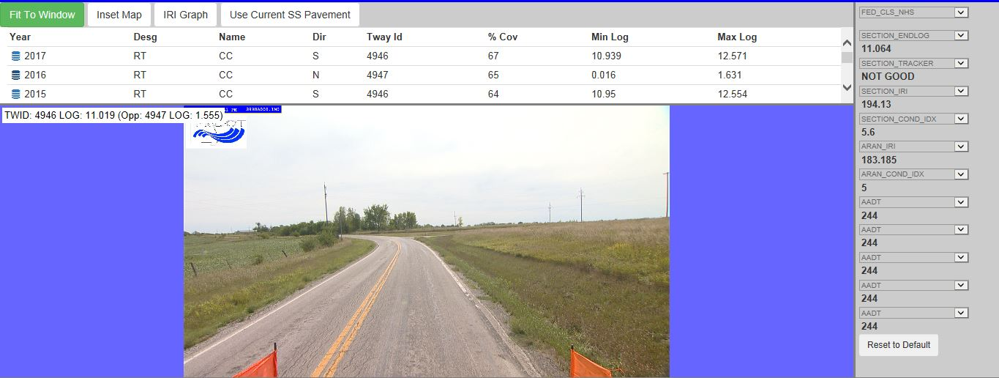 Fit To Window Inset Map IRI Graph Use Current SS Pavement
Year Desg Name Dir Tway Id % Cov Min Log Max Log
2017 RT CC S 4946 67 10.939 12.571
2016 RT CC N 4947 65 0.016 1.631
2015 RT CC S 4946 64 10.95 12.554
TWID: 4946 LOG: 11.019 (Opp: 4947 LOG: 1.555)
FED_CLS_NHS
SECTION_ENDLOG
11.064
SECTION_TRACKER
NOT GOOD
SECTION_IRI
194.13
SECTION_COND_IDX
5.6
ARAN_IRI
183.185
ARAN_COND_IDX
5
AADT
244
AADT
244
AADT
244
AADT
244
AADT
244
Reset to Default